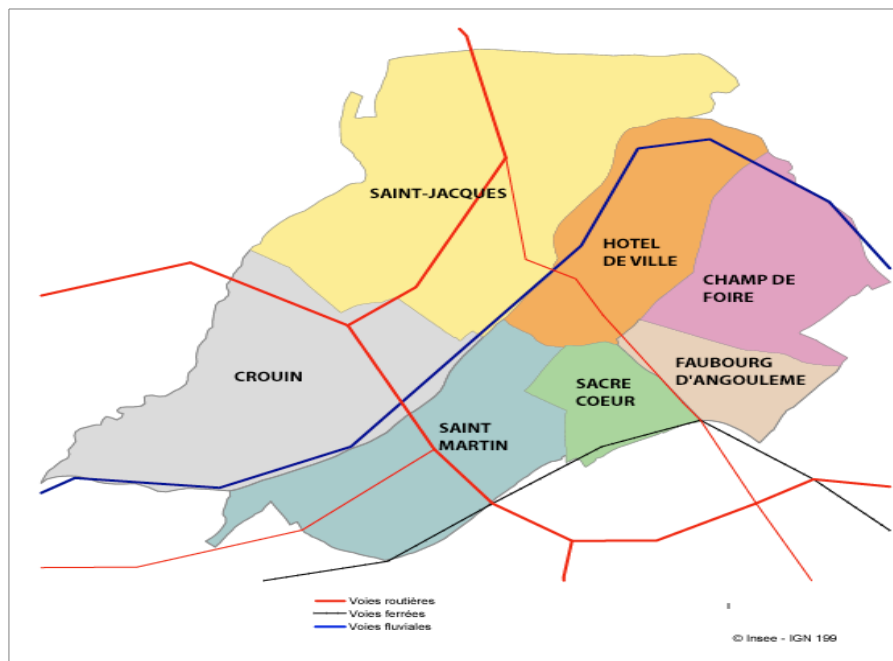 SAINT-JACQUES
HOTEL
DE VILLE
CHAMP DE
FOIRE
CROUIN
SACRE
COEUR
FAUBOURG
D'ANGOULEME
SAINT
MARTIN
Voies routières
Voies ferrées
Voies fluviales
© Insee - IGN 199